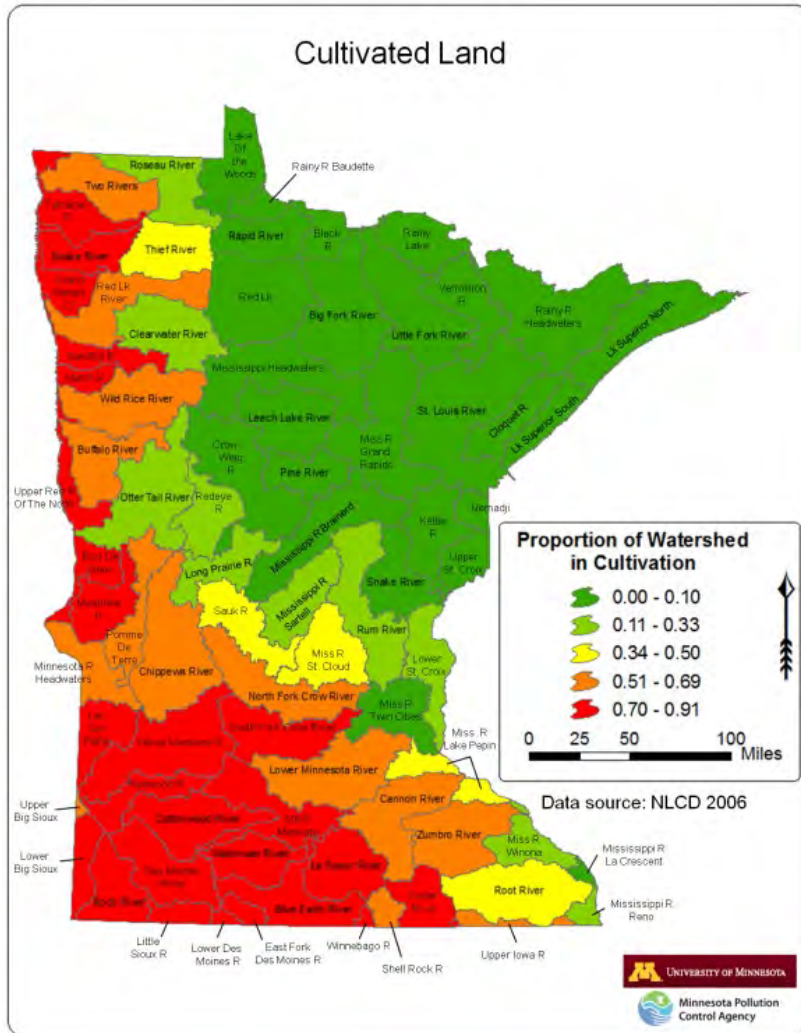 Cultivated Land
Lake
Of
the
Woods
Rainy R Baudette
Roseau River
Two Rivers
Rapid River
Black
R
Rainy
Lake
Thief River
Snake River
Vermilion
R
Red Lk
River
Red Lk
Big Fork River
Little Fork River
Rainy R
Headwaters
Lk Superior North
Clearwater River
Mississippi Headwaters
Wild Rice River
Leech Lake River
St. Louis River
Cloquet R
Lk Superior South
Buffalo River
Crow
Wing
R
Pine River
Miss R
Grand
Rapids
Upper Red R
Of The North
Otter Tail River
Redeye
R
Nemadji
Kettle
R
Upper
St. Croix
Mississippi R Brainerd
Long Prairie R
Mississippi R
Sartell
Snake River
Sauk R
Rum River
Pomme
De
Terre
Miss R
St. Cloud
Lower
St. Croix
Minnesota R
Headwaters
Chippewa River
North Fork Crow River
Miss R
Twin Cities
Miss. R
Lake Pepin
Lower Minnesota River
Cannon River
Upper
Big Sioux
Zumbro River
Miss R
Winona
Mississippi R
La Crescent
Lower
Big Sioux
Root River
Mississippi R
Reno
Little
Sioux R
Lower Des
Moines R
East Fork
Des Moines R
Winnebago R
Shell Rock R
Upper Iowa R
Proportion of Watershed
in Cultivation
0.00 - 0.10
0.11 - 0.33
0.34 - 0.50
0.51 - 0.69
0.70 - 0.91
0 25 50 100
Miles
Data source: NLCD 2006
M UNIVERSITY OF MINNESOTA
Minnesota Pollution
Control Agency